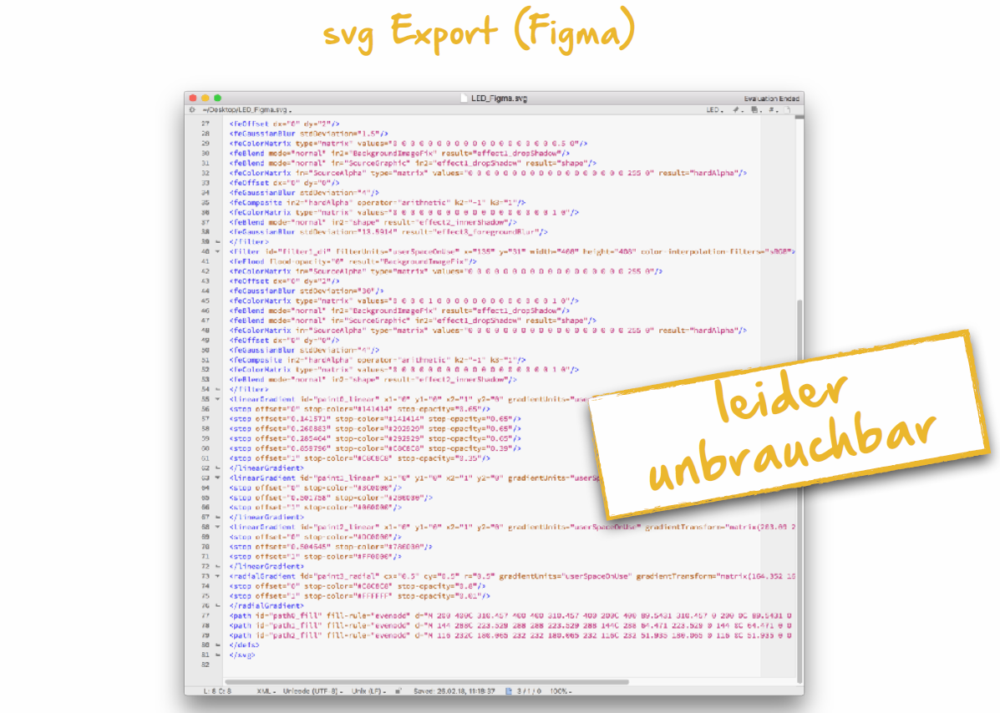 svg Export (Figma)
LED_Figma.svg
Evaluation Ended
~/Desktop/LED_Figma.svg
LED
27 <feOffset dx="0" dy="2"/>
28 <feGaussianBlur stdDeviation="1.5"/>
29 <feColorMatrix type="matrix" values="0 0 0 0 0 0 0 0 0 0 0 0 0 0 0 0 0 0 0.5 0"/>
30 <feBlend mode="normal" in2="BackgroundImageFix" result="effect1_dropShadow"/>
31 <feBlend mode="normal" in="SourceGraphic" in2="effect1_dropShadow" result="shape"/>
32 <feColorMatrix in="SourceAlpha" type="matrix" values="0 0 0 0 0 0 0 0 0 0 0 0 0 0 0 0 0 0 255 0" result="hardAlpha"/>
33 <feOffset dx="0" dy="0"/>
34 <feGaussianBlur stdDeviation="4"/>
35 <feComposite in2="hardAlpha" operator="arithmetic" k2="-1" k3="1"/>
36 <feColorMatrix type="matrix" values="0 0 0 0 0 0 0 0 0 0 0 0 0 0 0 0 0 0 1 0"/>
37 <feBlend mode="normal" in2="shape" result="effect2_innerShadow"/>
38 <feGaussianBlur stdDeviation="13.5914" result="effect3_foregroundBlur"/>
39 </filter>
40 <filter id="filter1_di" filterUnits="userSpaceOnUse" x="135" y="31" width="408" height="408" color-interpolation-filters="sRGB">
41 <feFlood flood-opacity="0" result="BackgroundImageFix"/>
42 <feColorMatrix in="SourceAlpha" type="matrix" values="0 0 0 0 0 0 0 0 0 0 0 0 0 0 0 0 0 0 255 0"/>
43 <feOffset dx="0" dy="2"/>
44 <feGaussianBlur stdDeviation="30"/>
45 <feColorMatrix type="matrix" values="0 0 0 0 1 0 0 0 0 0 0 0 0 0 0 0 0 0 1 0"/>
46 <feBlend mode="normal" in2="BackgroundImageFix" result="effect1_dropShadow"/>
47 <feBlend mode="normal" in="SourceGraphic" in2="effect1_dropShadow" result="shape"/>
48 <feColorMatrix in="SourceAlpha" type="matrix" values="0 0 0 0 0 0 0 0 0 0 0 0 0 0 0 0 0 0 255 0" result="hardAlpha"/>
49 <feOffset dx="0" dy="0"/>
50 <feGaussianBlur stdDeviation="4"/>
51 <feComposite in2="hardAlpha" operator="arithmetic" k2="-1" k3="1"/>
52 <feColorMatrix type="matrix" values="0 0 0 0 0 0 0 0 0 0 0 0 0 0 0 0 0 0 1 0"/>
53 <feBlend mode="normal" in2="shape" result="effect2_innerShadow"/>
54 </filter>
55 <linearGradient id="paint0_linear" x1="0" y1="0" x2="1" y2="0" gradientUnits="user
56 <stop offset="0" stop-color="#141414" stop-opacity="0.65"/>
57 <stop offset="0.141571" stop-color="#141414" stop-opacity="0.65"/>
58 <stop offset="0.260883" stop-color="#292929" stop-opacity="0.65"/>
59 <stop offset="0.285464" stop-color="#292929" stop-opacity="0.65"/>
60 <stop offset="0.859796" stop-color="#C8C8C8" stop-opacity="0.39"/>
61 <stop offset="1" stop-color="#C8C8C8" stop-opacity="0.35"/>
62 </linearGradient>
63 <linearGradient id="paint1_linear" x1="0" y1="0" x2="1" y2="0" gradientUnits="userSp
64 <stop offset="0" stop-color="#3C0000"/>
65 <stop offset="0.501758" stop-color="#200000"/>
66 <stop offset="1" stop-color="#060000"/>
67 </linearGradient>
68 <linearGradient id="paint2_linear" x1="0" y1="0" x2="1" y2="0" gradientUnits="userSpaceOnUse" gradientTransform="matrix(203.09 2
69 <stop offset="0" stop-color="#DC0000"/>
70 <stop offset="0.504645" stop-color="#780000"/>
71 <stop offset="1" stop-color="#FF0000"/>
72 </linearGradient>
73 <radialGradient id="paint3_radial" cx="0.5" cy="0.5" r="0.5" gradientUnits="userSpaceOnUse" gradientTransform="matrix(164.352 16
74 <stop offset="0" stop-color="#C8C8C8" stop-opacity="0.8"/>
75 <stop offset="1" stop-color="#FFFFFF" stop-opacity="0.01"/>
76 </radialGradient>
77 <path id="path0_fill" fill-rule="evenodd" d="M 200 400C 310.457 400 400 310.457 400 200C 400 89.5431 310.457 0 200 0C 89.5431 0
78 <path id="path1_fill" fill-rule="evenodd" d="M 144 288C 223.529 288 288 223.529 288 144C 288 64.471 223.529 0 144 0C 64.471 0 0
79 <path id="path2_fill" fill-rule="evenodd" d="M 116 232C 180.065 232 232 180.065 232 116C 232 51.935 180.065 0 116 0C 51.935 0 0
80 </defs>
81 </svg>
82
leider
unbrauchbar
L: 8 C: 8 XML Unicode (UTF-8) Unix (LF) Saved: 26.02.18, 11:18:37 3 / 1 / 0 100%